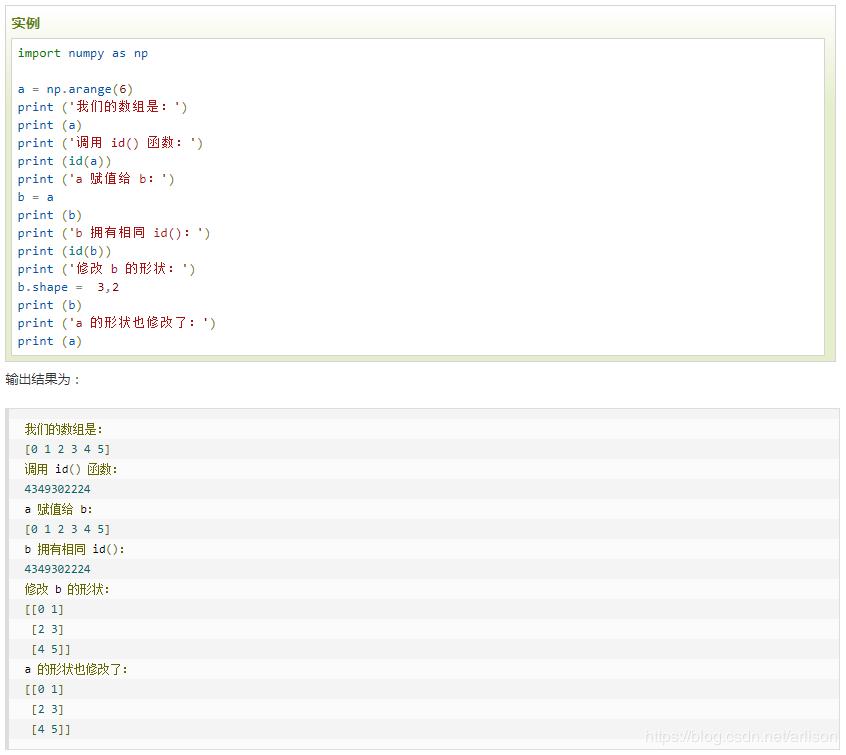 实例
import numpy as np
a = np.arange(6)
print ('我们的数组是：')
print (a)
print ('调用 id() 函数：')
print (id(a))
print ('a 赋值给 b：')
b = a
print (b)
print ('b 拥有相同 id()：')
print (id(b))
print ('修改 b 的形状：')
b.shape =  3,2
print (b)
print ('a 的形状也修改了：')
print (a)
输出结果为：
我们的数组是：
[0 1 2 3 4 5]
调用 id() 函数：
4349302224
a 赋值给 b：
[0 1 2 3 4 5]
b 拥有相同 id()：
4349302224
修改 b 的形状：
[[0 1]
 [2 3]
 [4 5]]
a 的形状也修改了：
[[0 1]
 [2 3]
 [4 5]]
https://blog.csdn.net/arlison